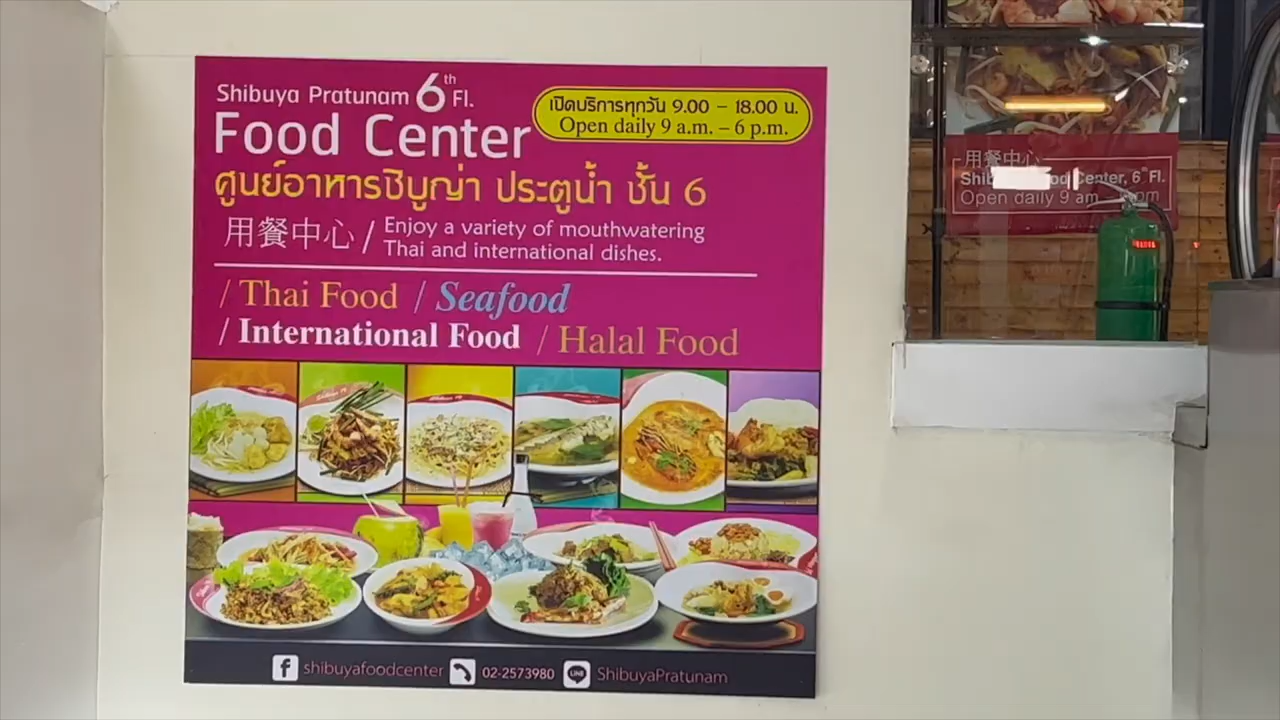 Shibuya Pratunam 6th Fl.
Food Center
เปิดบริการทุกวัน 9.00 – 18.00 น.
Open daily 9 a.m. – 6 p.m.
ศูนย์อาหารชิบูญ่า ประตูน้ำ ชั้น 6
用餐中心 / Enjoy a variety of mouthwatering
Thai and international dishes.
/ Thai Food / Seafood
/ International Food / Halal Food
shibuyafoodcenter 02-2573980 LINE ShibuyaPratunam
用餐中心
Center, 6th Fl.
Open daily 9 am